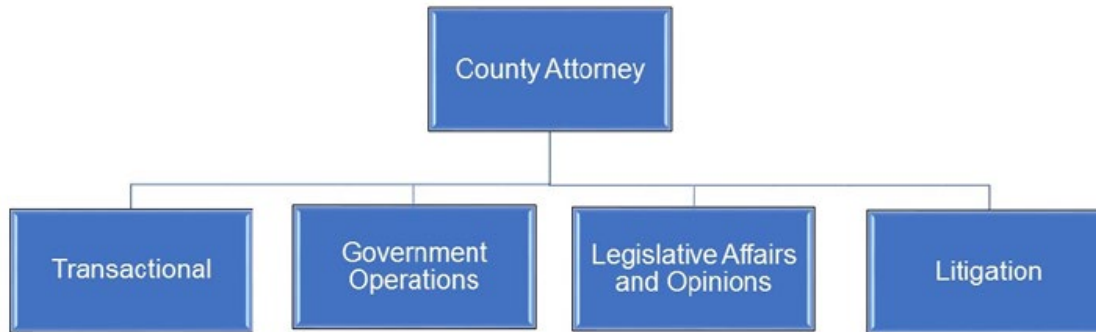 County Attorney
Transactional
Government
Operations
Legislative Affairs
and Opinions
Litigation